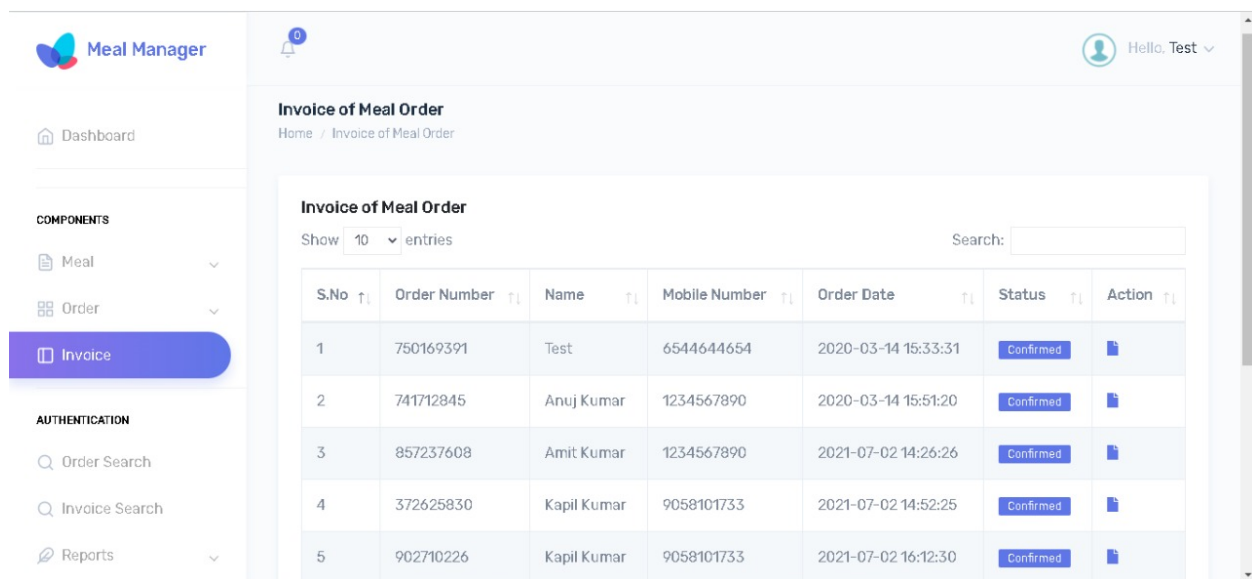 Meal Manager
0
Hello, Test
Dashboard
COMPONENTS
Meal
Order
Invoice
AUTHENTICATION
Order Search
Invoice Search
Reports
Invoice of Meal Order
Home / Invoice of Meal Order
Invoice of Meal Order
Show 10 entries
Search:
S.No Order Number Name Mobile Number Order Date Status Action
1 750169391 Test 6544644654 2020-03-14 15:33:31 Confirmed
2 741712845 Anuj Kumar 1234567890 2020-03-14 15:51:20 Confirmed
3 857237608 Amit Kumar 1234567890 2021-07-02 14:26:26 Confirmed
4 372625830 Kapil Kumar 9058101733 2021-07-02 14:52:25 Confirmed
5 902710226 Kapil Kumar 9058101733 2021-07-02 16:12:30 Confirmed